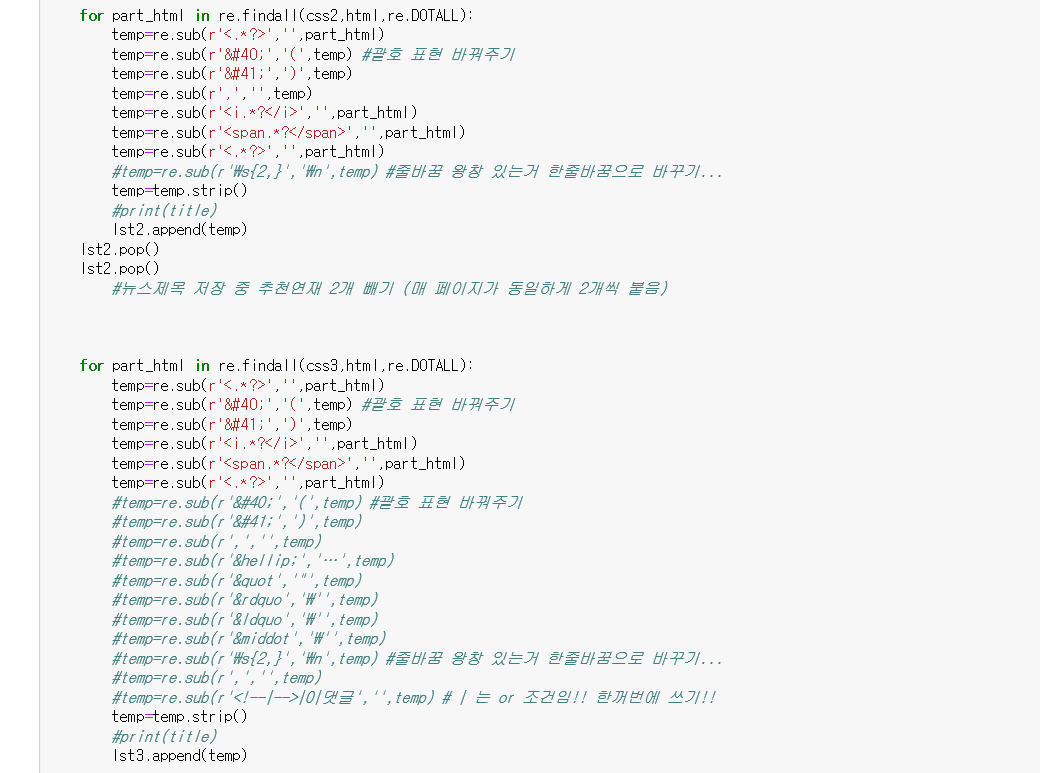 for part_html in re.findall(css2,html,re.DOTALL):
    temp=re.sub(r'<.*?>','',part_html)
    temp=re.sub(r'&#40;','(',temp) #괄호 표현 바꿔주기
    temp=re.sub(r'&#41;',')',temp)
    temp=re.sub(r',','',temp)
    temp=re.sub(r'<i.*?</i>','',part_html)
    temp=re.sub(r'<span.*?</span>','',part_html)
    temp=re.sub(r'<.*?>','',part_html)
    #temp=re.sub(r'₩s{2,}','₩n',temp) #줄바꿈 왕창 있는거 한줄바꿈으로 바꾸기...
    temp=temp.strip()
    #print(title)
    lst2.append(temp)
lst2.pop()
lst2.pop()
    #뉴스제목 저장 중 추천연재 2개 빼기 (매 페이지가 동일하게 2개씩 붙음)
for part_html in re.findall(css3,html,re.DOTALL):
    temp=re.sub(r'<.*?>','',part_html)
    temp=re.sub(r'&#40;','(',temp) #괄호 표현 바꿔주기
    temp=re.sub(r'&#41;',')',temp)
    temp=re.sub(r'<i.*?</i>','',part_html)
    temp=re.sub(r'<span.*?</span>','',part_html)
    temp=re.sub(r'<.*?>','',part_html)
    #temp=re.sub(r'&#40;','(',temp) #괄호 표현 바꿔주기
    #temp=re.sub(r'&#41;',')',temp)
    #temp=re.sub(r',','',temp)
    #temp=re.sub(r'&hellip;','…',temp)
    #temp=re.sub(r'&quot','"',temp)
    #temp=re.sub(r'&rdquo','₩'',temp)
    #temp=re.sub(r'&ldquo','₩'',temp)
    #temp=re.sub(r'&middot','₩'',temp)
    #temp=re.sub(r'₩s{2,}','₩n',temp) #줄바꿈 왕창 있는거 한줄바꿈으로 바꾸기...
    #temp=re.sub(r',','',temp)
    #temp=re.sub(r'<!--|-->|0|댓글','',temp) # | 는 or 조건임!! 한꺼번에 쓰기!!
    temp=temp.strip()
    #print(title)
    lst3.append(temp)